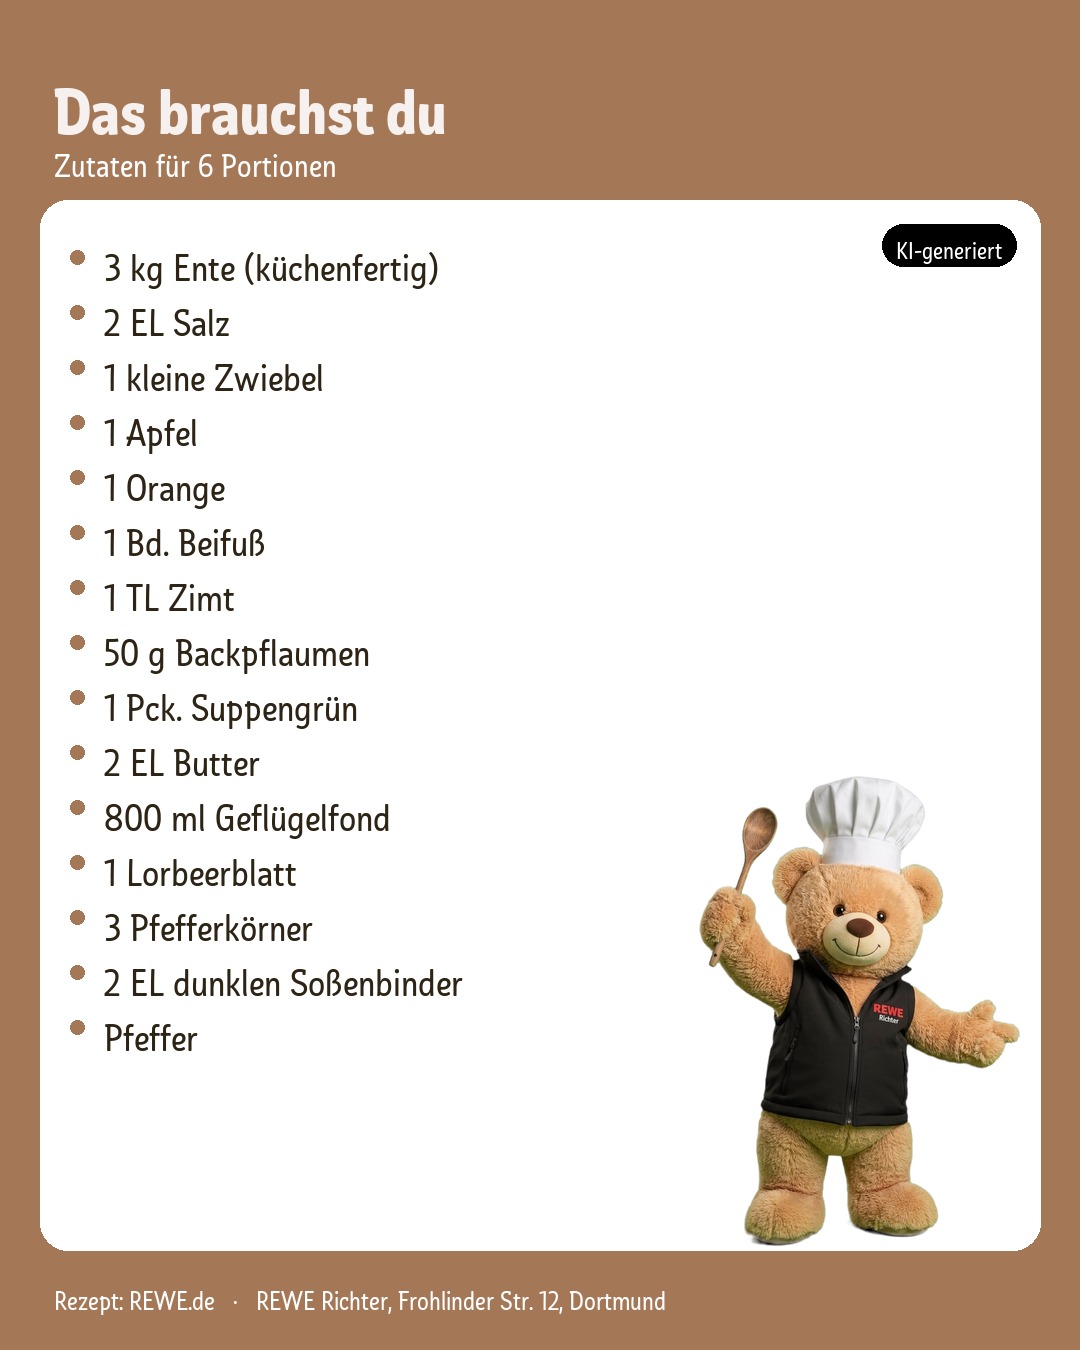 Das brauchst du
Zutaten für 6 Portionen
KI-generiert
3 kg Ente (küchenfertig)
2 EL Salz
1 kleine Zwiebel
1 Apfel
1 Orange
1 Bd. Beifuß
1 TL Zimt
50 g Backpflaumen
1 Pck. Suppengrün
2 EL Butter
800 ml Geflügelfond
1 Lorbeerblatt
3 Pfefferkörner
2 EL dunklen Soßenbinder
Pfeffer
REWE
Richter
Rezept: REWE.de · REWE Richter, Frohlinder Str. 12, Dortmund